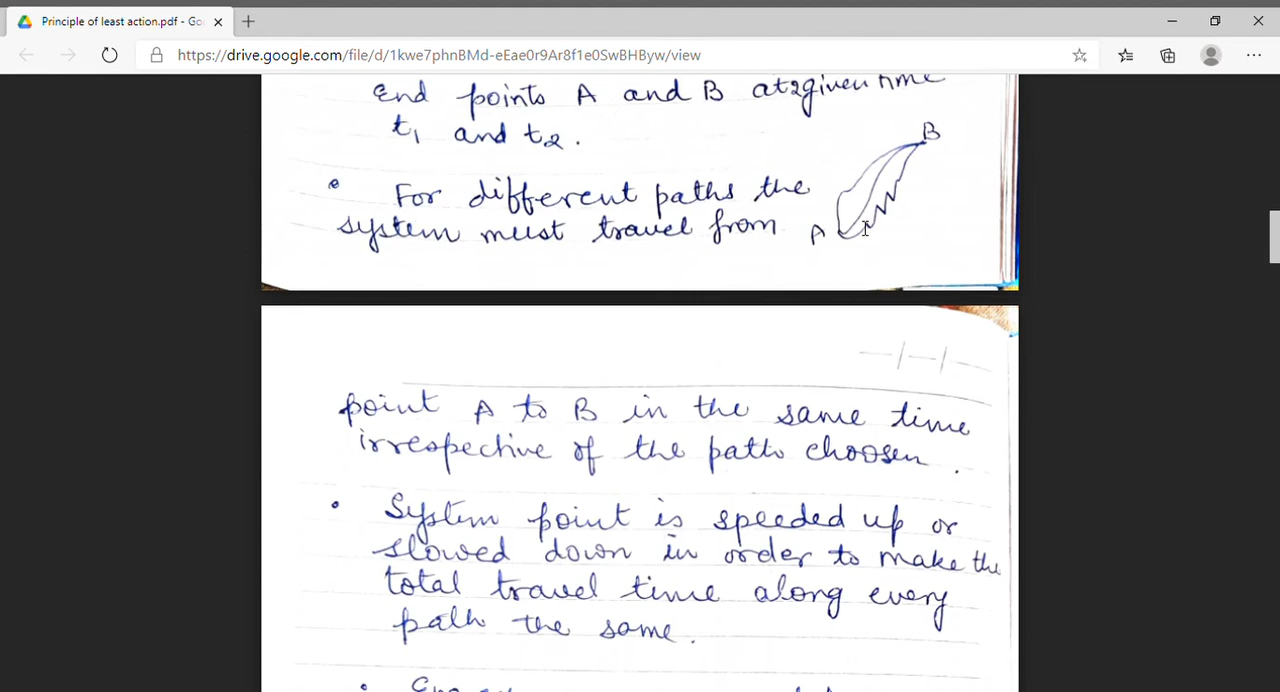 Principle of least action.pdf - Go
https://drive.google.com/file/d/1kwe7phnBMd-eEae0r9Ar8f1e0SwBHByw/view
End points A and B at given time
t1 and t2.
B
For different paths the
system must travel from
A
point A to B in the same time
irrespective of the path choosen.
System point is speeded up or
slowed down in order to make the
total travel time along every
path the same.